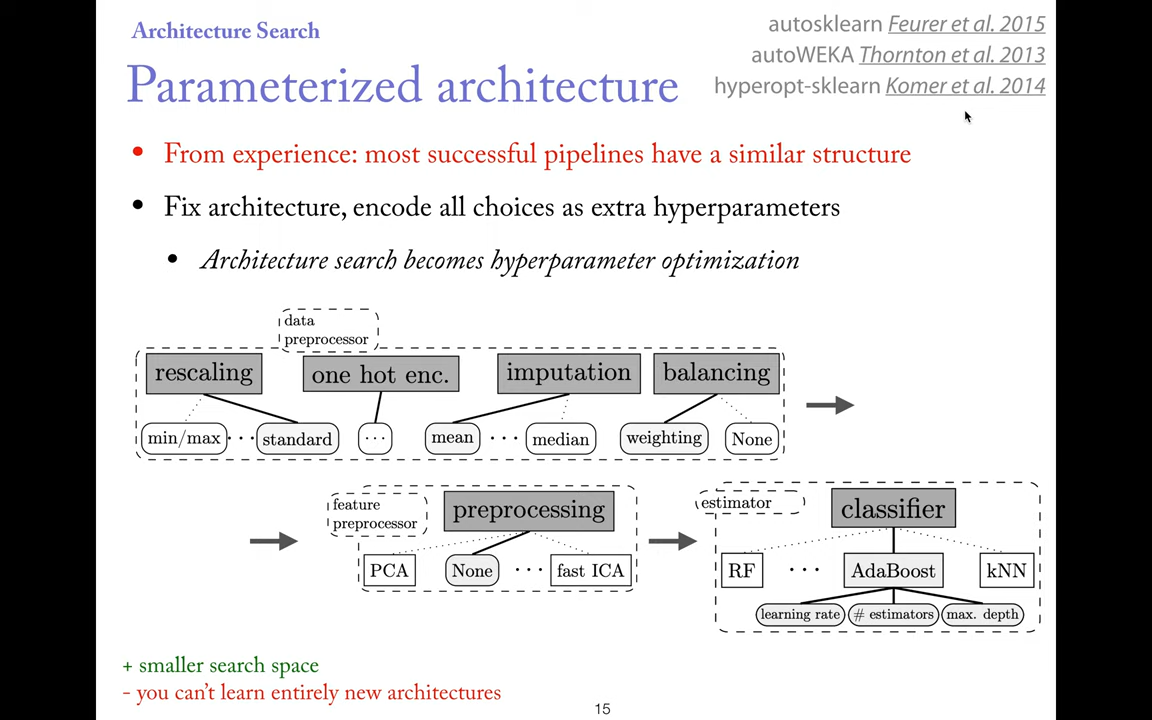 Architecture Search
autosklearn Feurer et al. 2015
autoWEKA Thornton et al. 2013
hyperopt-sklearn Komer et al. 2014
Parameterized architecture
• From experience: most successful pipelines have a similar structure
• Fix architecture, encode all choices as extra hyperparameters
• Architecture search becomes hyperparameter optimization
data
preprocessor
rescaling one hot enc. imputation balancing
min/max ··· standard ··· mean ··· median weighting None
feature
preprocessor
preprocessing
PCA None ··· fast ICA
estimator
classifier
RF ··· AdaBoost kNN
learning rate # estimators max. depth
+ smaller search space
- you can't learn entirely new architectures
15